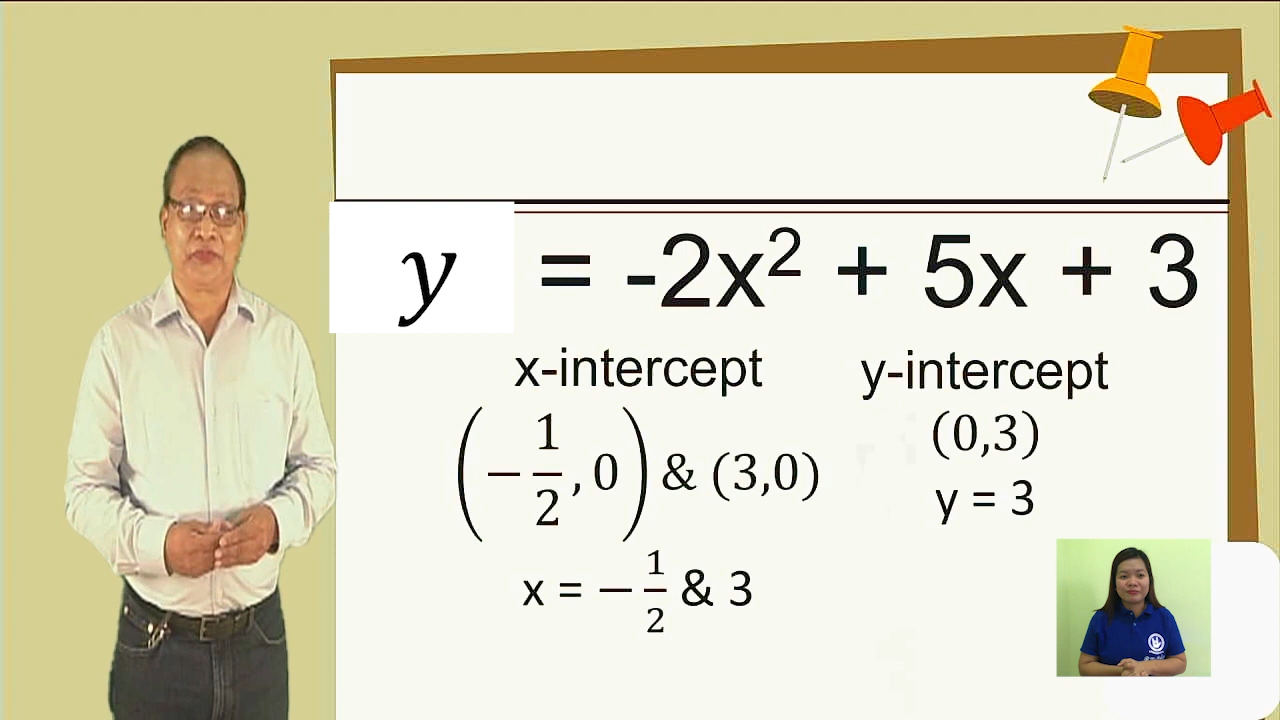 y = -2x² + 5x + 3
x-intercept y-intercept
(-1/2, 0) & (3,0) (0,3)
y = 3
x = -1/2 & 3